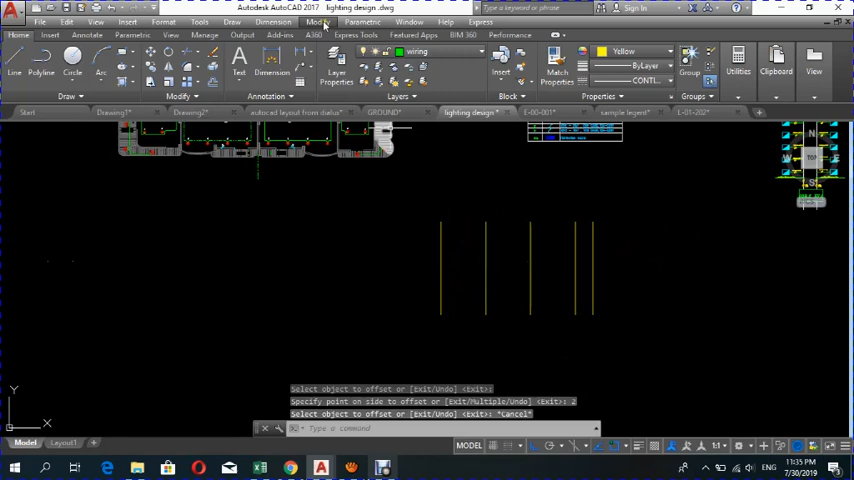 Autodesk AutoCAD 2017 lighting design .dwg
Type a keyword or phrase
Sign In
File Edit View Insert Format Tools Draw Dimension Modify Parametric Window Help Express
Home Insert Annotate Parametric View Manage Output Add-ins A360 Express Tools Featured Apps BIM 360 Performance
Line Polyline Circle Arc
Text Dimension
Layer Properties
wiring
Insert
Match Properties
Yellow
ByLayer
CONTI...
Group
Utilities
Clipboard
View
Draw Modify Annotation Layers Block Properties Groups
Start Drawing1* Drawing2* autocad layout from dialux* GROUND* lighting design * E-00-001* sample legent* L-01-202*
N
W TOP E
S
Select object to offset or [Exit/Undo] <Exit>:
Specify point on side to offset or [Exit/Multiple/Undo] <Exit>: 2
Select object to offset or [Exit/Undo] <Exit>: *Cancel*
Type a command
Y
X
Model Layout1 +
MODEL
1:1
ENG
11:35 PM
7/30/2019